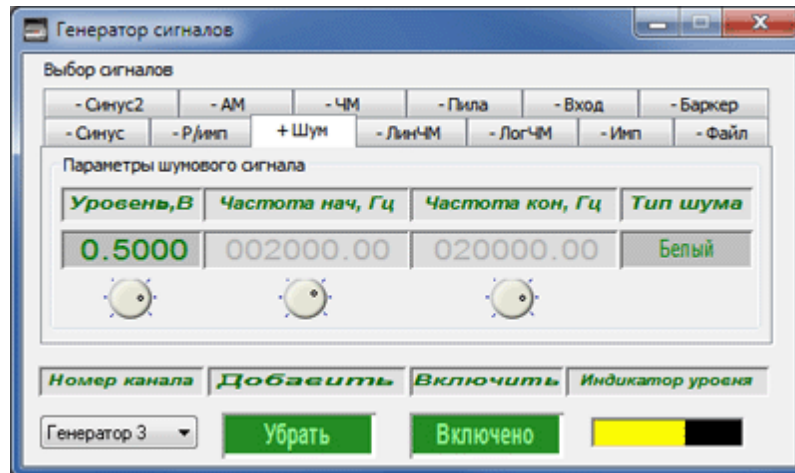 Генератор сигналов
Выбор сигналов
- Синус2 - АМ - ЧМ - Пила - Вход - Баркер
- Синус - Р/имп + Шум - ЛинЧМ - ЛогЧМ - Имп - Файл
Параметры шумового сигнала
Уровень,В Частота нач, Гц Частота кон, Гц Тип шума
0.5000 002000.00 020000.00 Белый
Номер канала Добавить Включить Индикатор уровня
Генератор 3 Убрать Включено